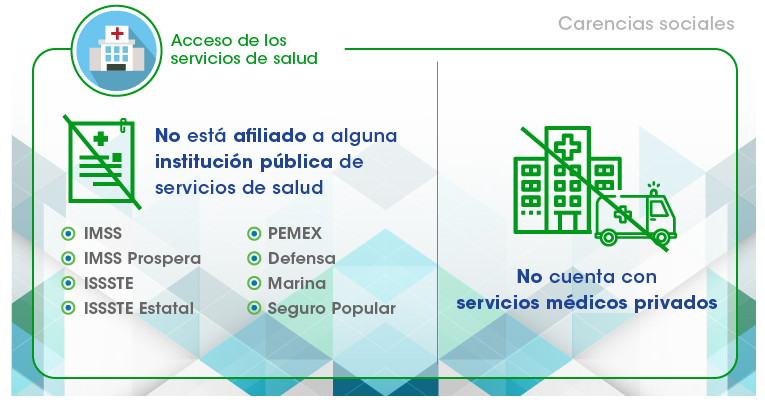 Carencias sociales
Acceso de los
servicios de salud
No está afiliado a alguna
institución pública de
servicios de salud
IMSS
IMSS Prospera
ISSSTE
ISSSTE Estatal
PEMEX
Defensa
Marina
Seguro Popular
No cuenta con
servicios médicos privados